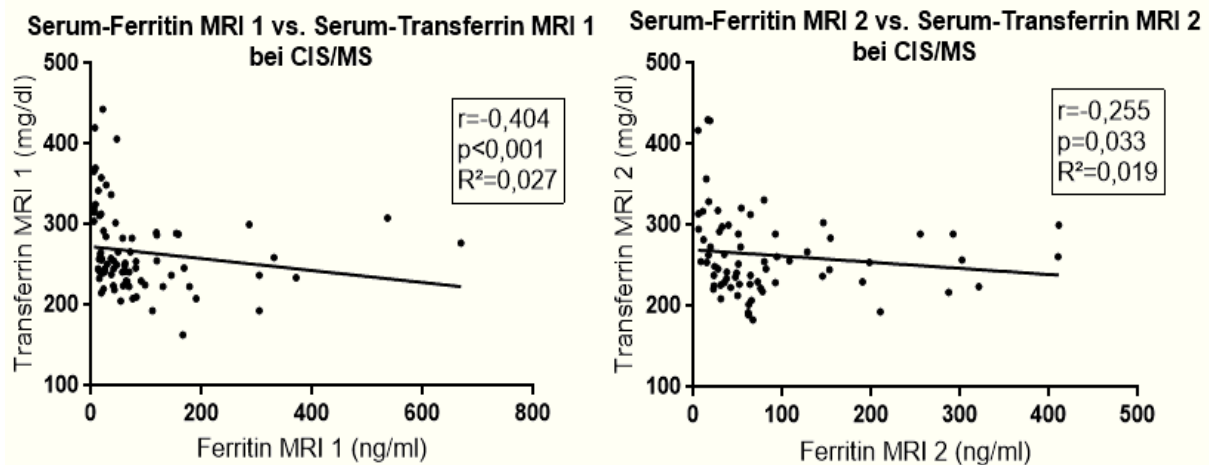 Serum-Ferritin MRI 1 vs. Serum-Transferrin MRI 1
bei CIS/MS
Transferrin MRI 1 (mg/dl)
500
400
300
200
100
r=-0,404
p<0,001
R²=0,027
0
200
400
600
800
Ferritin MRI 1 (ng/ml)
Serum-Ferritin MRI 2 vs. Serum-Transferrin MRI 2
bei CIS/MS
Transferrin MRI 2 (mg/dl)
500
400
300
200
100
r=-0,255
p=0,033
R²=0,019
0
100
200
300
400
500
Ferritin MRI 2 (ng/ml)